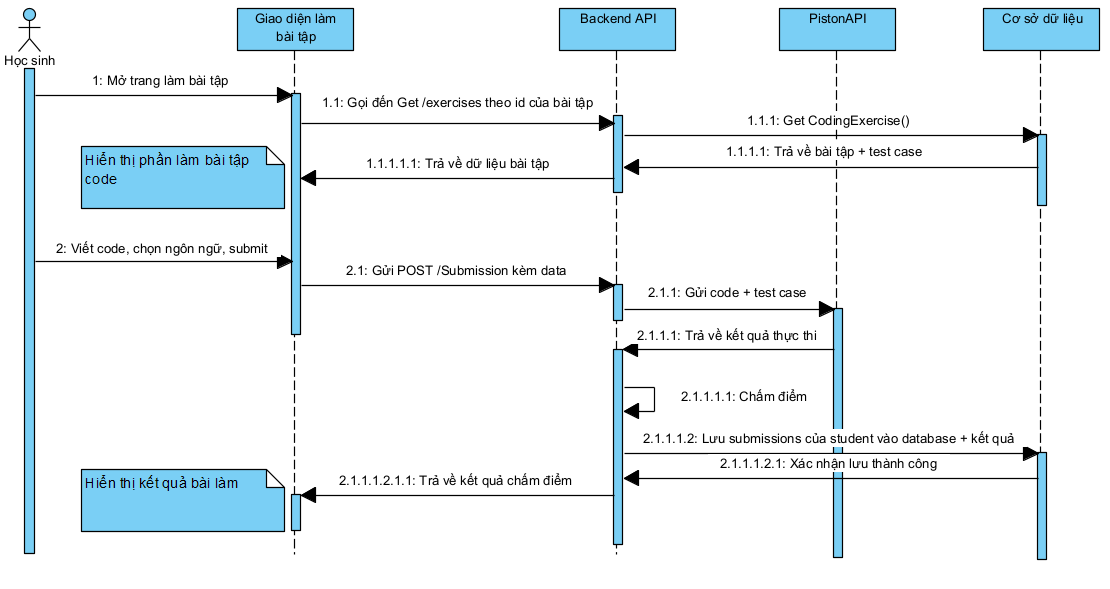 Học sinh
Giao diện làm
bài tập
Backend API
PistonAPI
Cơ sở dữ liệu
1: Mở trang làm bài tập
1.1: Gọi đến Get /exercises theo id của bài tập
1.1.1: Get CodingExercise()
1.1.1.1: Trả về bài tập + test case
1.1.1.1.1: Trả về dữ liệu bài tập
Hiển thị phần làm bài tập
code
2: Viết code, chọn ngôn ngữ, submit
2.1: Gửi POST /Submission kèm data
2.1.1: Gửi code + test case
2.1.1.1: Trả về kết quả thực thi
2.1.1.1.1: Chấm điểm
2.1.1.1.2: Lưu submissions của student vào database + kết quả
2.1.1.1.2.1: Xác nhận lưu thành công
2.1.1.1.2.1.1: Trả về kết quả chấm điểm
Hiển thị kết quả bài làm